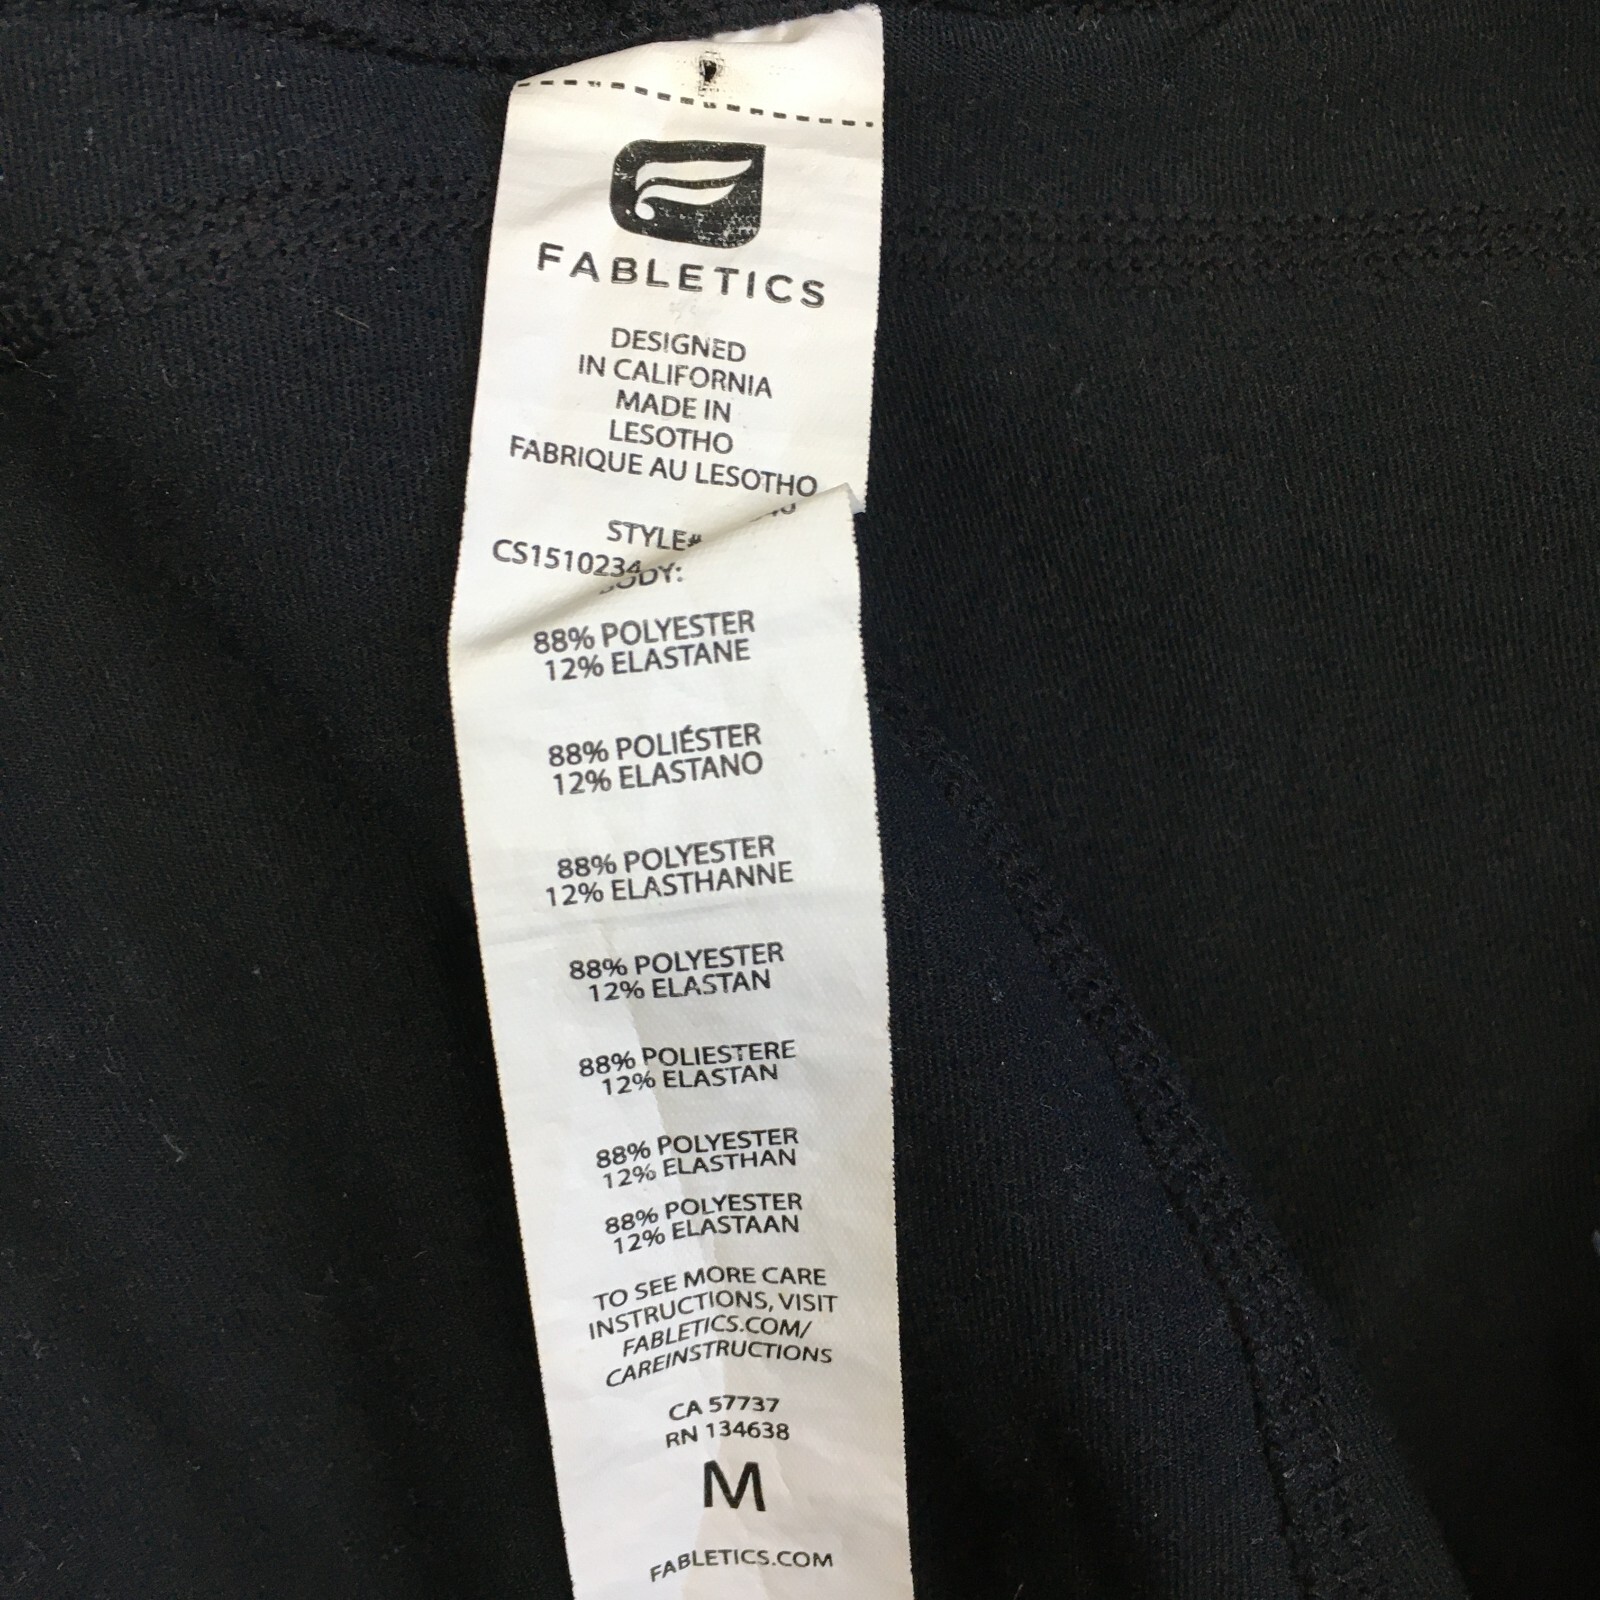 FABLETICS
DESIGNED
IN CALIFORNIA
MADE IN
LESOTHO
FABRIQUE AU LESOTHO
STYLE#
CS1510234
88% POLYESTER
12% ELASTANE
88% POLIÉSTER
12% ELASTANO
88% POLYESTER
12% ELASTHANNE
88% POLYESTER
12% ELASTAN
88% POLIESTERE
12% ELASTAN
88% POLYESTER
12% ELASTHAN
88% POLYESTER
12% ELASTAAN
TO SEE MORE CARE
INSTRUCTIONS, VISIT
FABLETICS.COM/
CAREINSTRUCTIONS
CA 57737
RN 134638
M
FABLETICS.COM